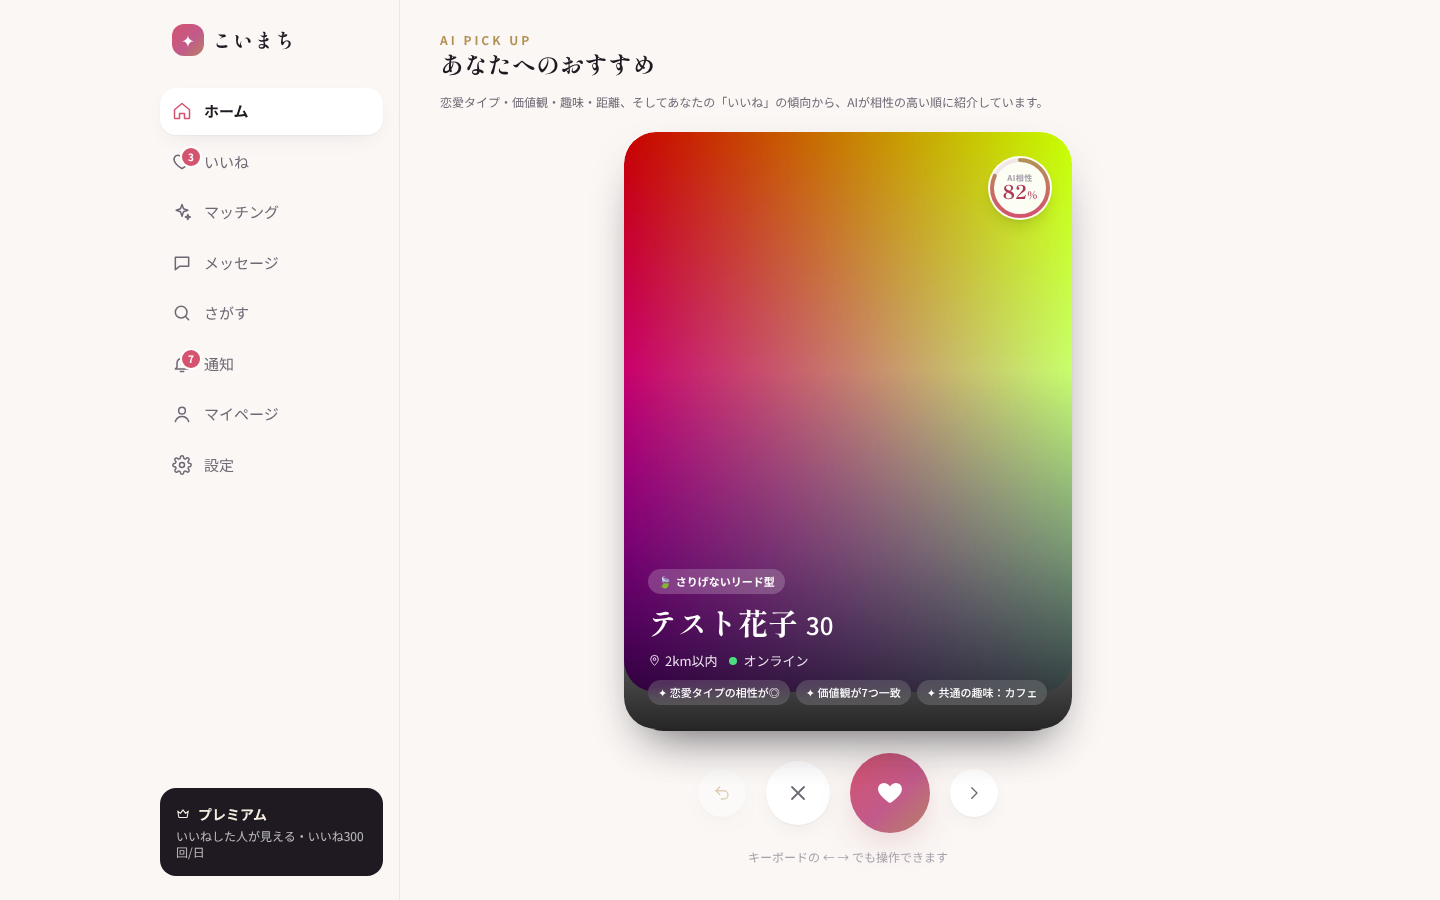 こいまち
ホーム
3
いいね
マッチング
メッセージ
さがす
7
通知
マイページ
設定
プレミアム
いいねした人が見える・いいね300
回/日
AI PICK UP
あなたへのおすすめ
恋愛タイプ・価値観・趣味・距離、そしてあなたの「いいね」の傾向から、AIが相性の高い順に紹介しています。
AI相性
82%
さりげないリード型
テスト花子 30
2km以内 オンライン
✦ 恋愛タイプの相性が◎ ✦ 価値観が7つ一致 ✦ 共通の趣味：カフェ
キーボードの ← → でも操作できます